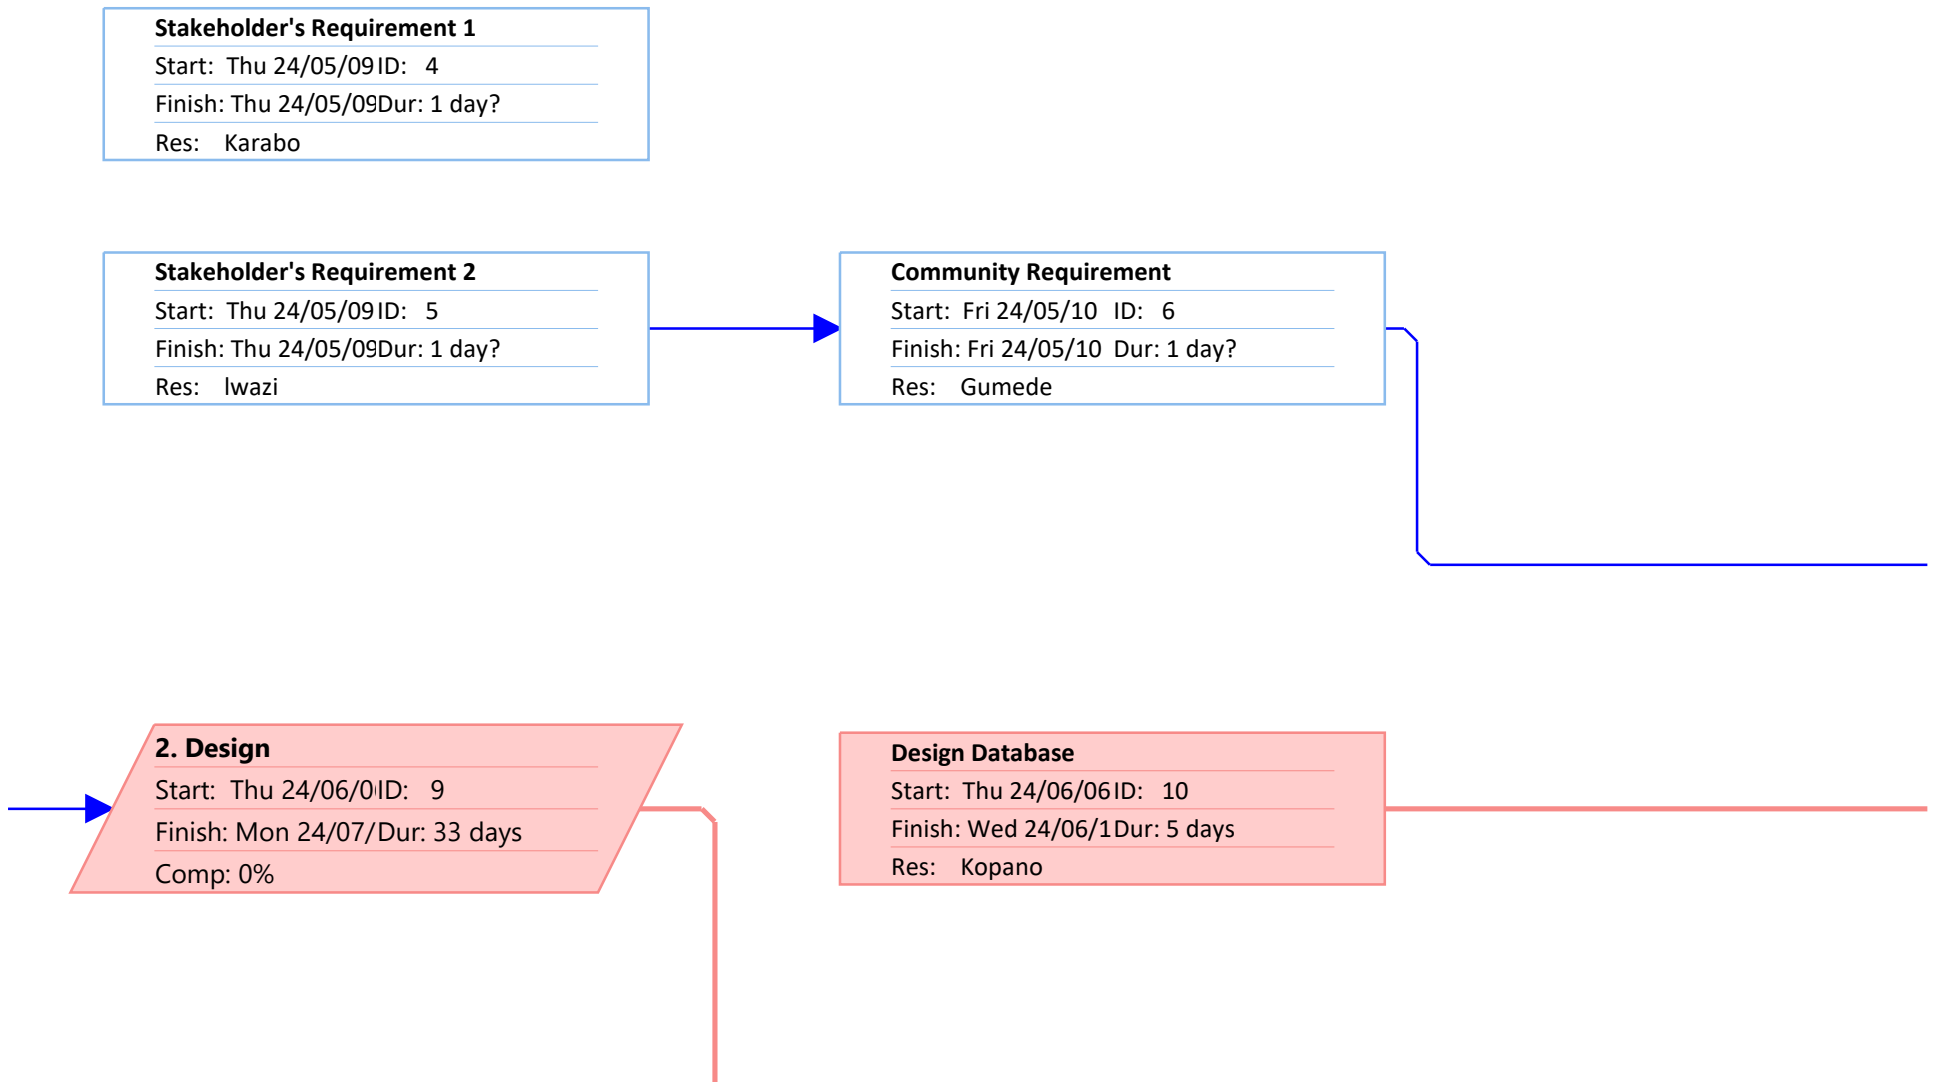 Stakeholder's Requirement 1
Start: Thu 24/05/09 ID: 4
Finish: Thu 24/05/09 Dur: 1 day?
Res: Karabo
Stakeholder's Requirement 2
Start: Thu 24/05/09 ID: 5
Finish: Thu 24/05/09 Dur: 1 day?
Res: lwazi
Community Requirement
Start: Fri 24/05/10 ID: 6
Finish: Fri 24/05/10 Dur: 1 day?
Res: Gumede
2. Design
Start: Thu 24/06/0 ID: 9
Finish: Mon 24/07/ Dur: 33 days
Comp: 0%
Design Database
Start: Thu 24/06/06 ID: 10
Finish: Wed 24/06/1 Dur: 5 days
Res: Kopano